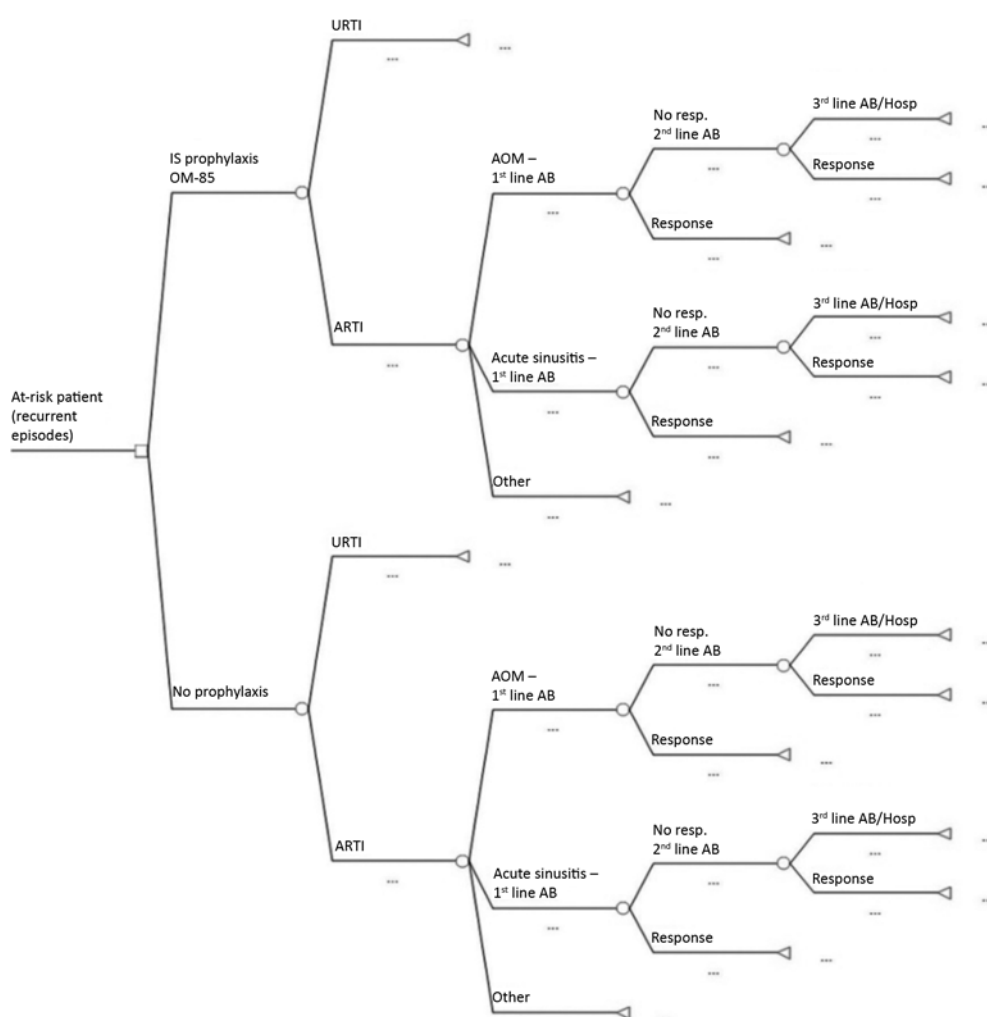 URTI
...
...
3rd line AB/Hosp
...
...
No resp.
2nd line AB
...
Response
...
...
IS prophylaxis
OM-85
AOM –
1st line AB
...
Response
...
...
ARTI
...
No resp.
2nd line AB
...
3rd line AB/Hosp
...
...
Response
...
...
Acute sinusitis –
1st line AB
...
Response
...
...
At-risk patient
(recurrent
episodes)
Other
...
...
URTI
...
...
3rd line AB/Hosp
...
...
No resp.
2nd line AB
...
Response
...
...
No prophylaxis
AOM –
1st line AB
...
Response
...
...
ARTI
...
No resp.
2nd line AB
...
3rd line AB/Hosp
...
...
Response
...
...
Acute sinusitis –
1st line AB
...
Response
...
...
Other
...